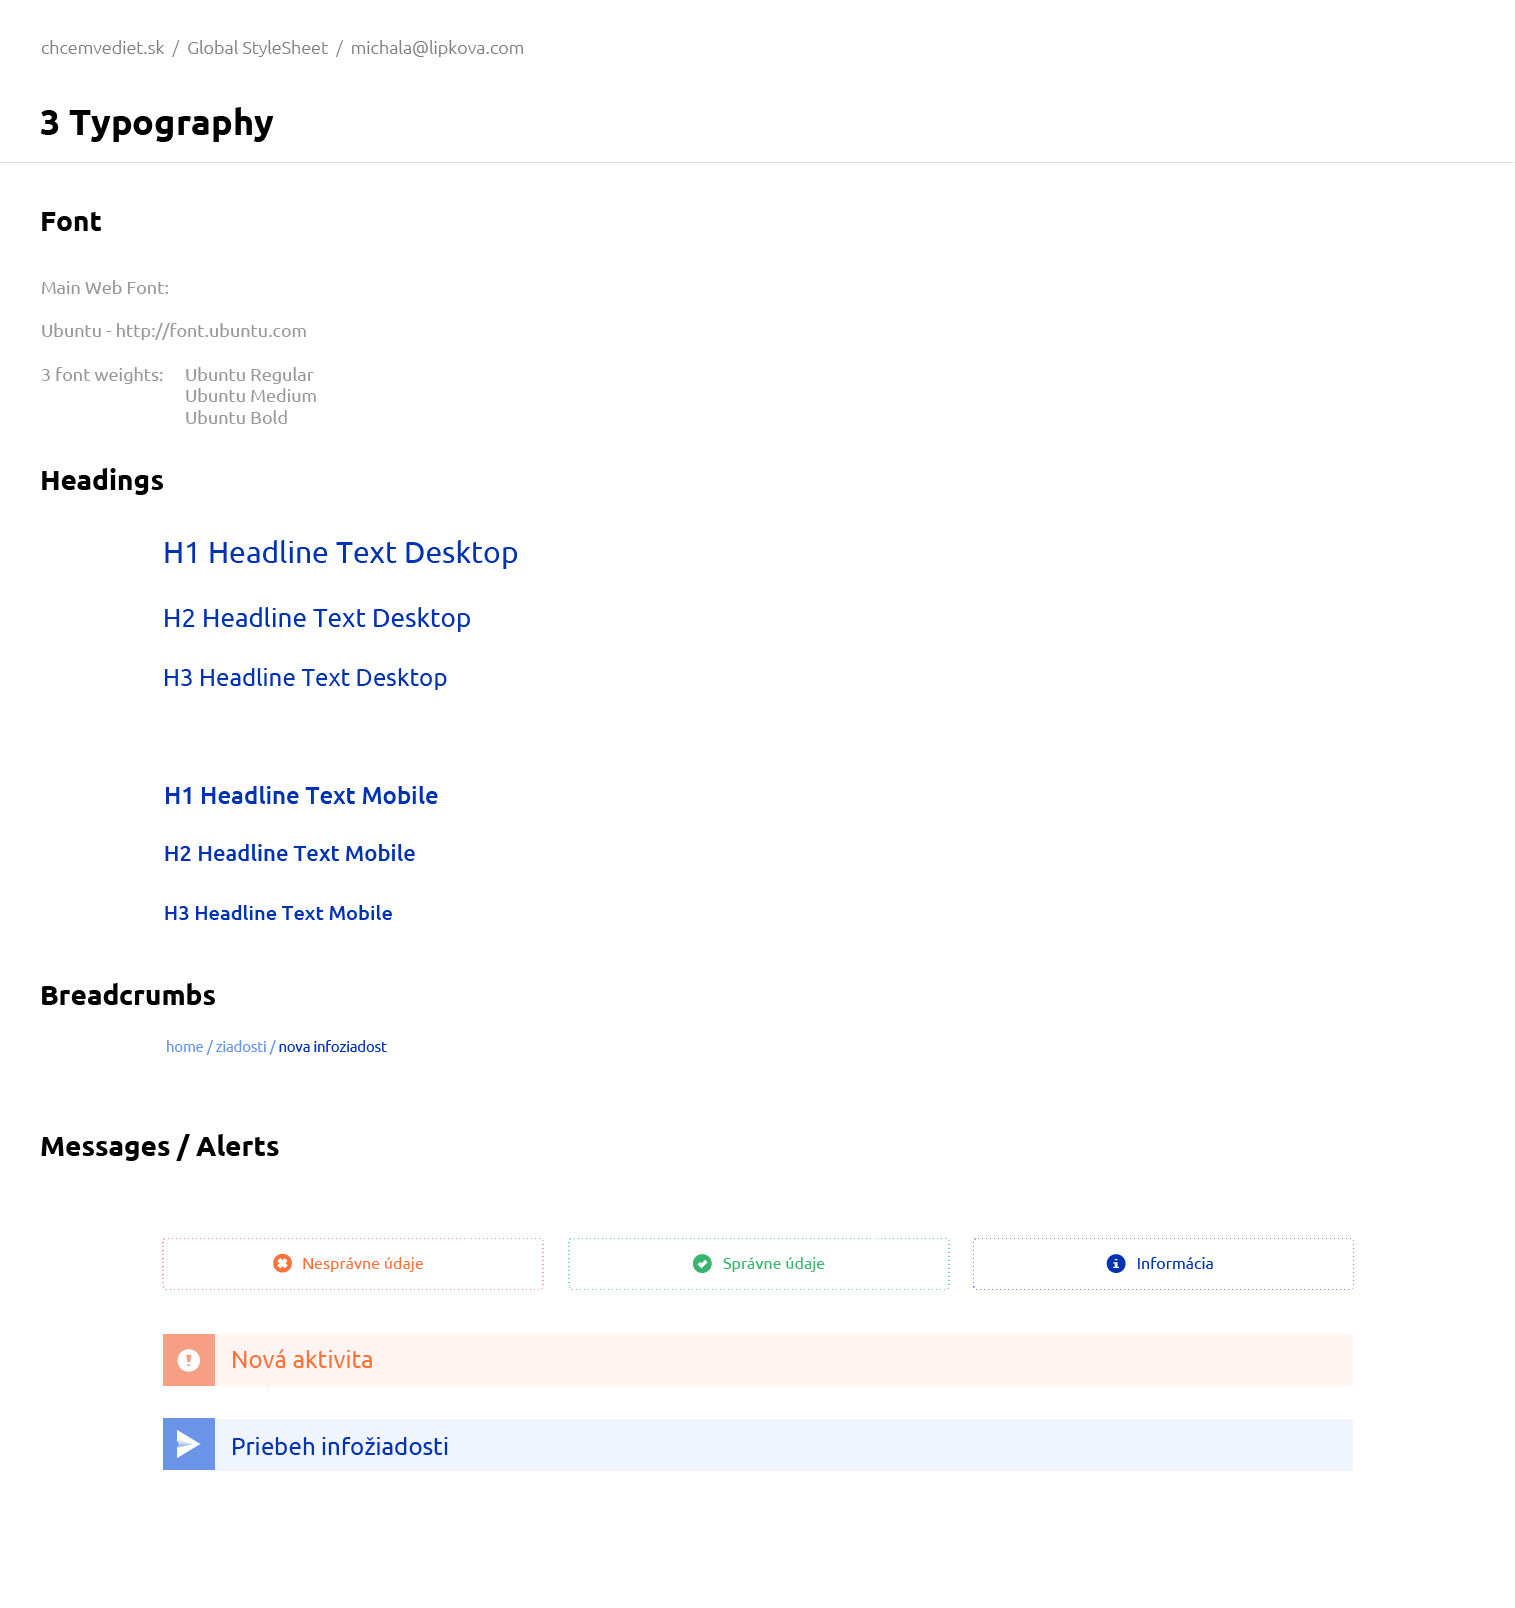 chcemvediet.sk / Global StyleSheet / michala@lipkova.com
3 Typography
Font
Main Web Font:
Ubuntu - http://font.ubuntu.com
3 font weights: Ubuntu Regular
Ubuntu Medium
Ubuntu Bold
Headings
H1 Headline Text Desktop
H2 Headline Text Desktop
H3 Headline Text Desktop
H1 Headline Text Mobile
H2 Headline Text Mobile
H3 Headline Text Mobile
Breadcrumbs
home / ziadosti / nova infoziadost
Messages / Alerts
Nesprávne údaje
Správne údaje
Informácia
Nová aktivita
Priebeh infožiadosti